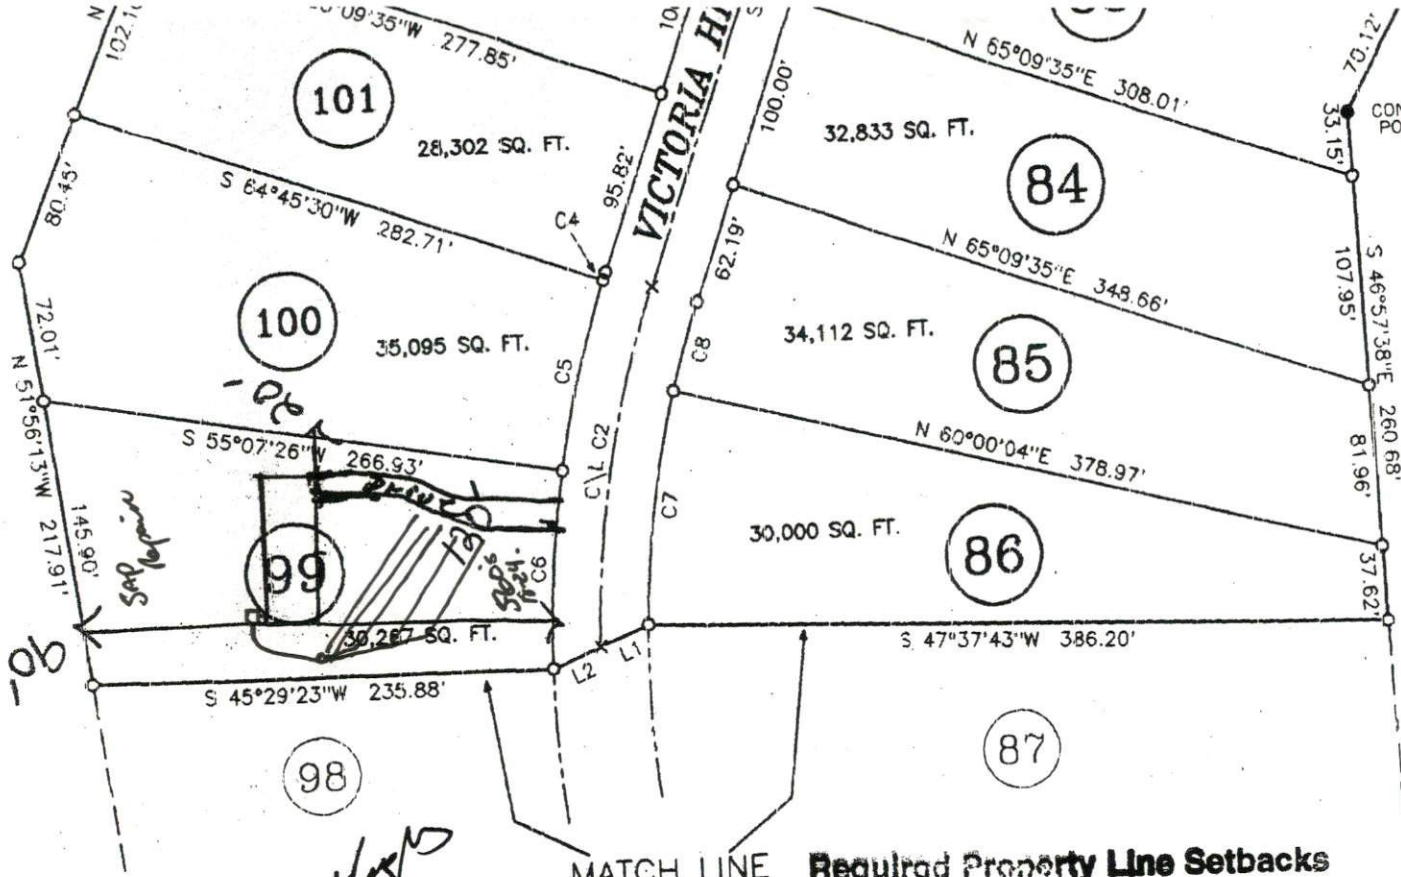 102.1
09'35"W 277.85'
101
28,302 SQ. FT.
80.45'
S 64°45'30"W 282.71'
95.82'
C4
VICTORIA
100.00'
N 65°09'35"E 308.01'
32,833 SQ. FT.
84
70.12'
33.15'
62.19'
N 65°09'35"E 348.66'
107.95'
S 46°57'38"E 260.68'
72.01'
100
35,095 SQ. FT.
C5
C8
34,112 SQ. FT.
85
81.96'
N 51°56'13"W 217.91'
20'
S 55°07'26"W 266.93'
C\L C2
N 60°00'04"E 378.97'
145.90'
99
C6
C7
30,000 SQ. FT.
86
37.62'
30,287 SQ. FT.
90'
L2
L1
S 47°37'43"W 386.20'
S 45°29'23"W 235.88'
98
87
MATCH LINE
Required Property Line Setbacks